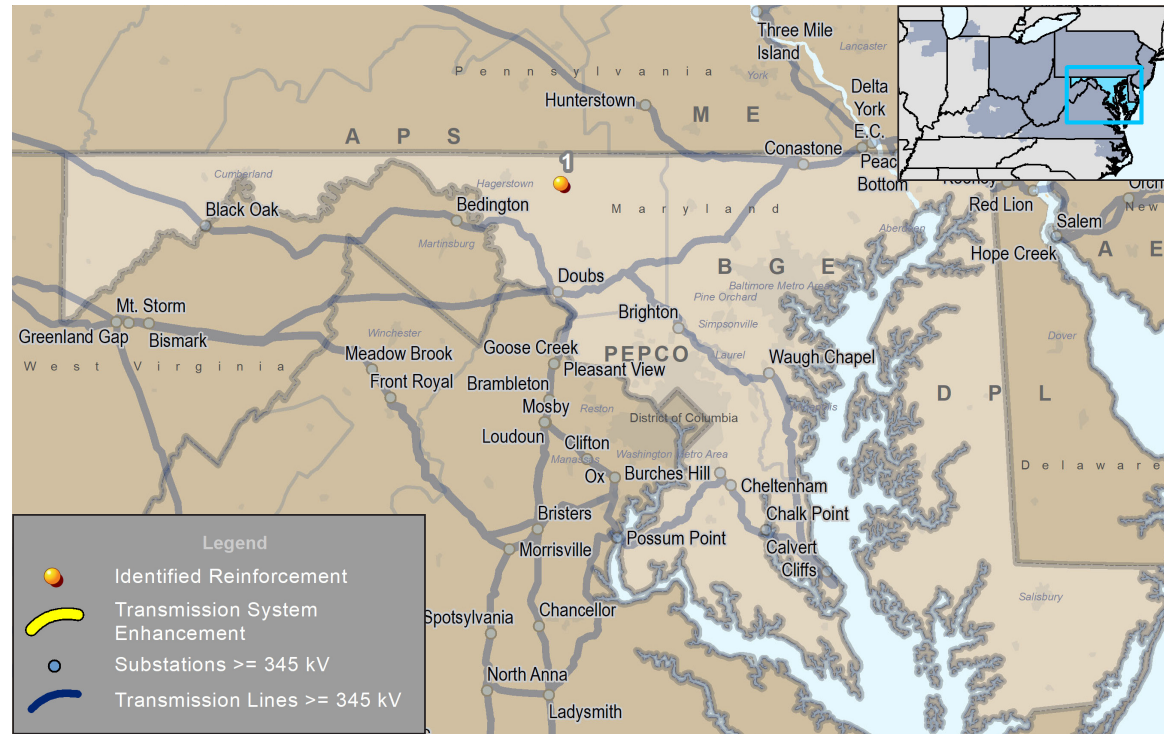 Three Mile
Island
Lancaster
York
Pennsylvania
Delta
York
E.C.
Hunterstown
M E
A P S
Conastone
Peac
Bottom
1
Cumberland
Hagerstown
Black Oak
Bedington
Maryland
Red Lion
Salem
New
Martinsburg
Aberdeen
Hope Creek
A E
Doubs
B G E
Baltimore Metro Area
Pine Orchard
Mt. Storm
Brighton
Simpsonville
Greenland Gap
Bismark
Winchester
Dover
Meadow Brook
Goose Creek
PEPCO
Laurel
Waugh Chapel
West Virginia
Pleasant View
Front Royal
Brambleton
D P L
Mosby
Reston
District of Columbia
Loudoun
Clifton
Manassas
Washington Metro Area
Delaware
Ox
Burches Hill
Cheltenham
Bristers
Chalk Point
Possum Point
Morrisville
Calvert
Cliffs
Salisbury
Chancellor
Spotsylvania
North Anna
Ladysmith
Legend
Identified Reinforcement
Transmission System
Enhancement
Substations >= 345 kV
Transmission Lines >= 345 kV